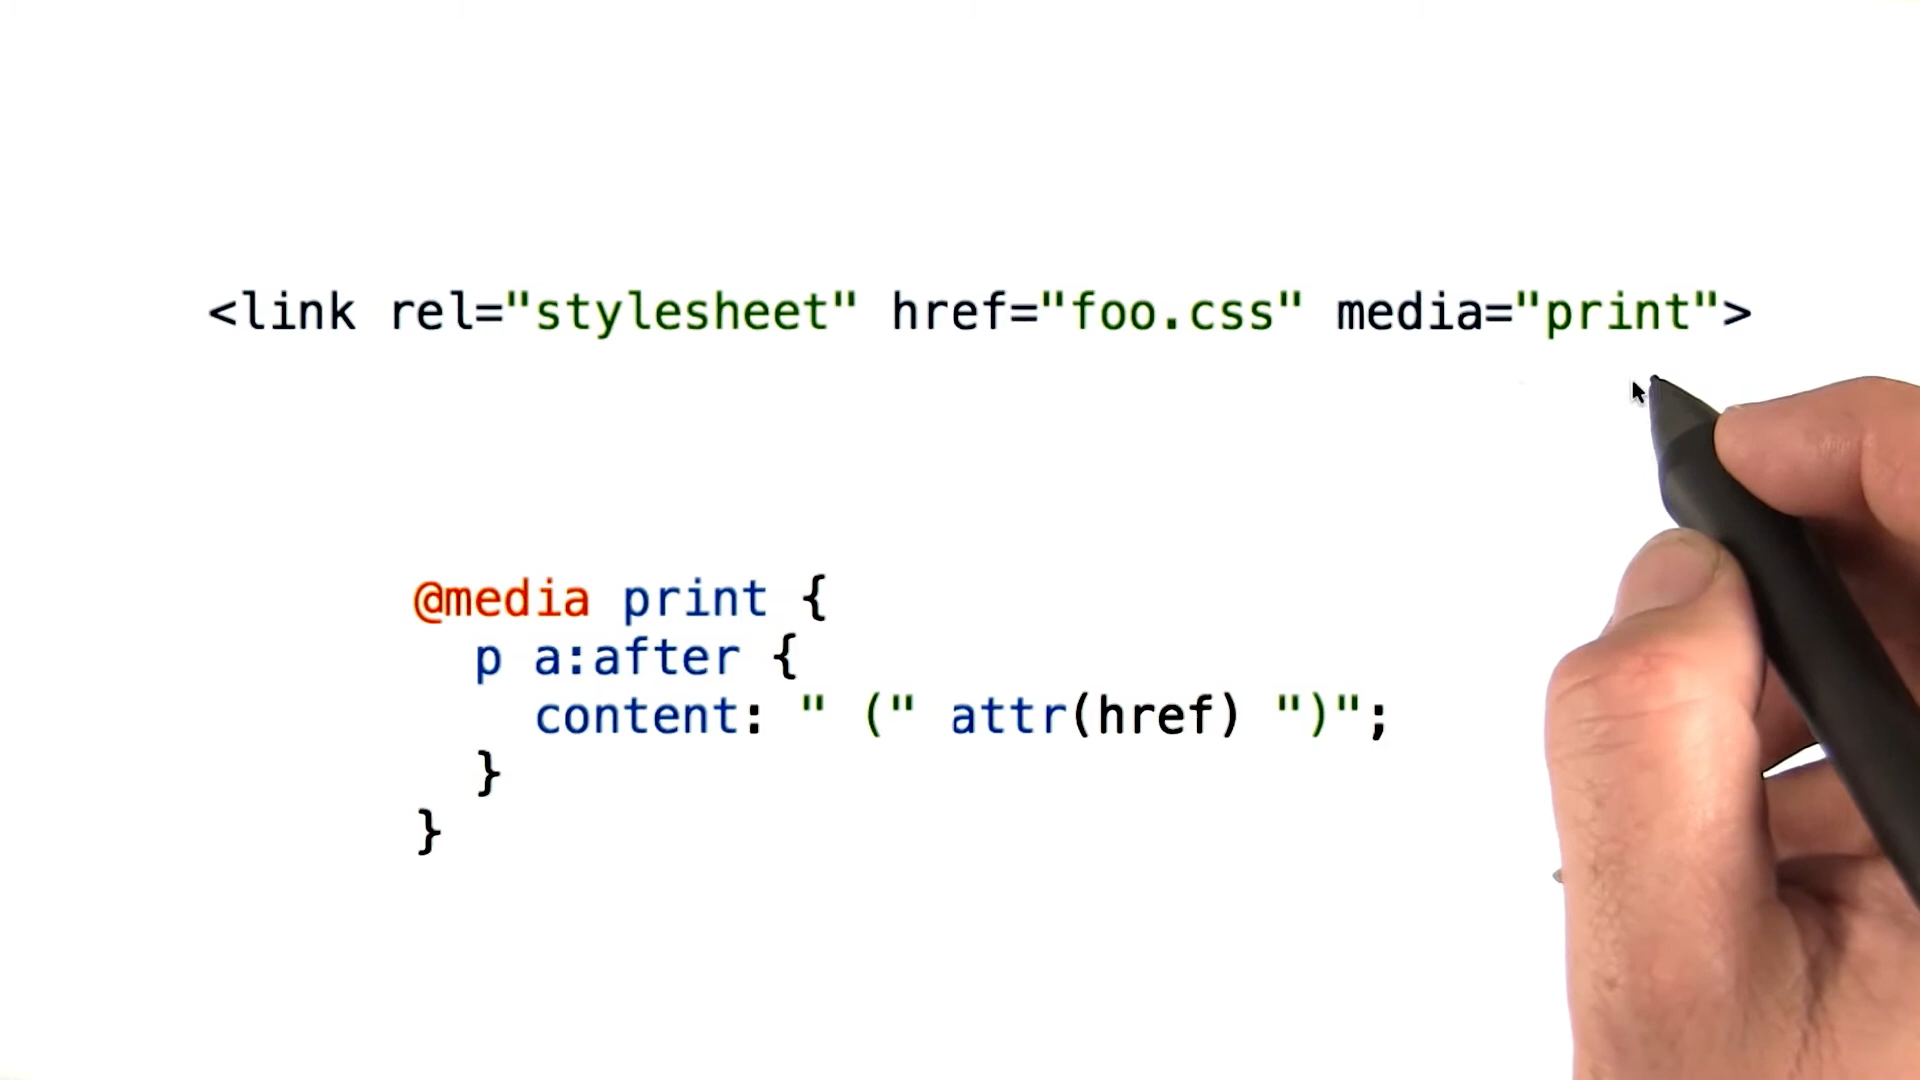 <link rel="stylesheet" href="foo.css" media="print">
@media print {
p a:after {
content: " (" attr(href) ")";
}
}